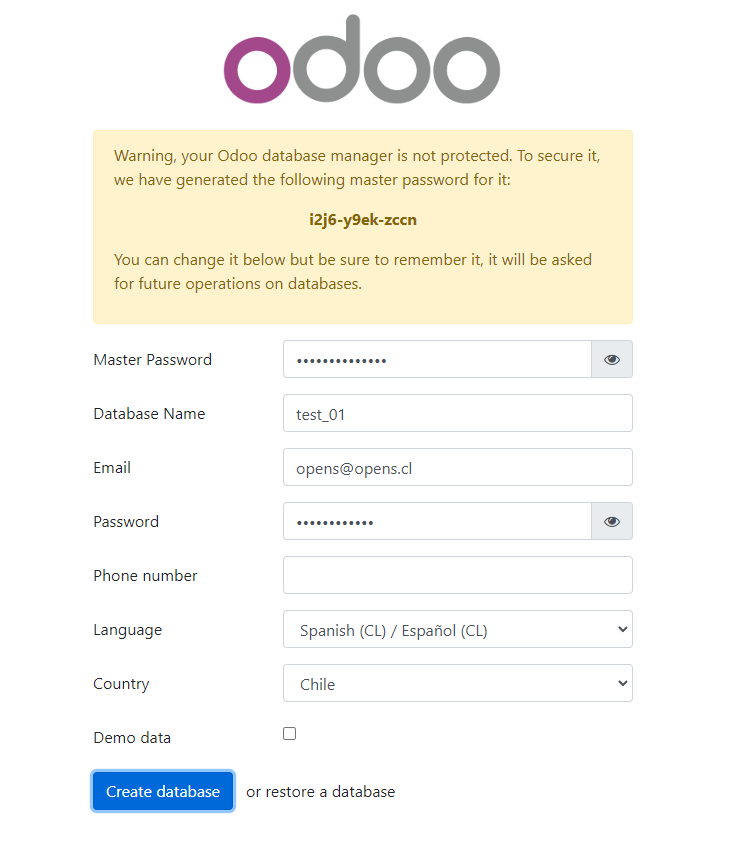 odoo
Warning, your Odoo database manager is not protected. To secure it,
we have generated the following master password for it:
i2j6-y9ek-zccn
You can change it below but be sure to remember it, it will be asked
for future operations on databases.
Master Password ••••••••••••••
Database Name test_01
Email opens@opens.cl
Password ••••••••••••
Phone number
Language Spanish (CL) / Español (CL)
Country Chile
Demo data
Create database or restore a database